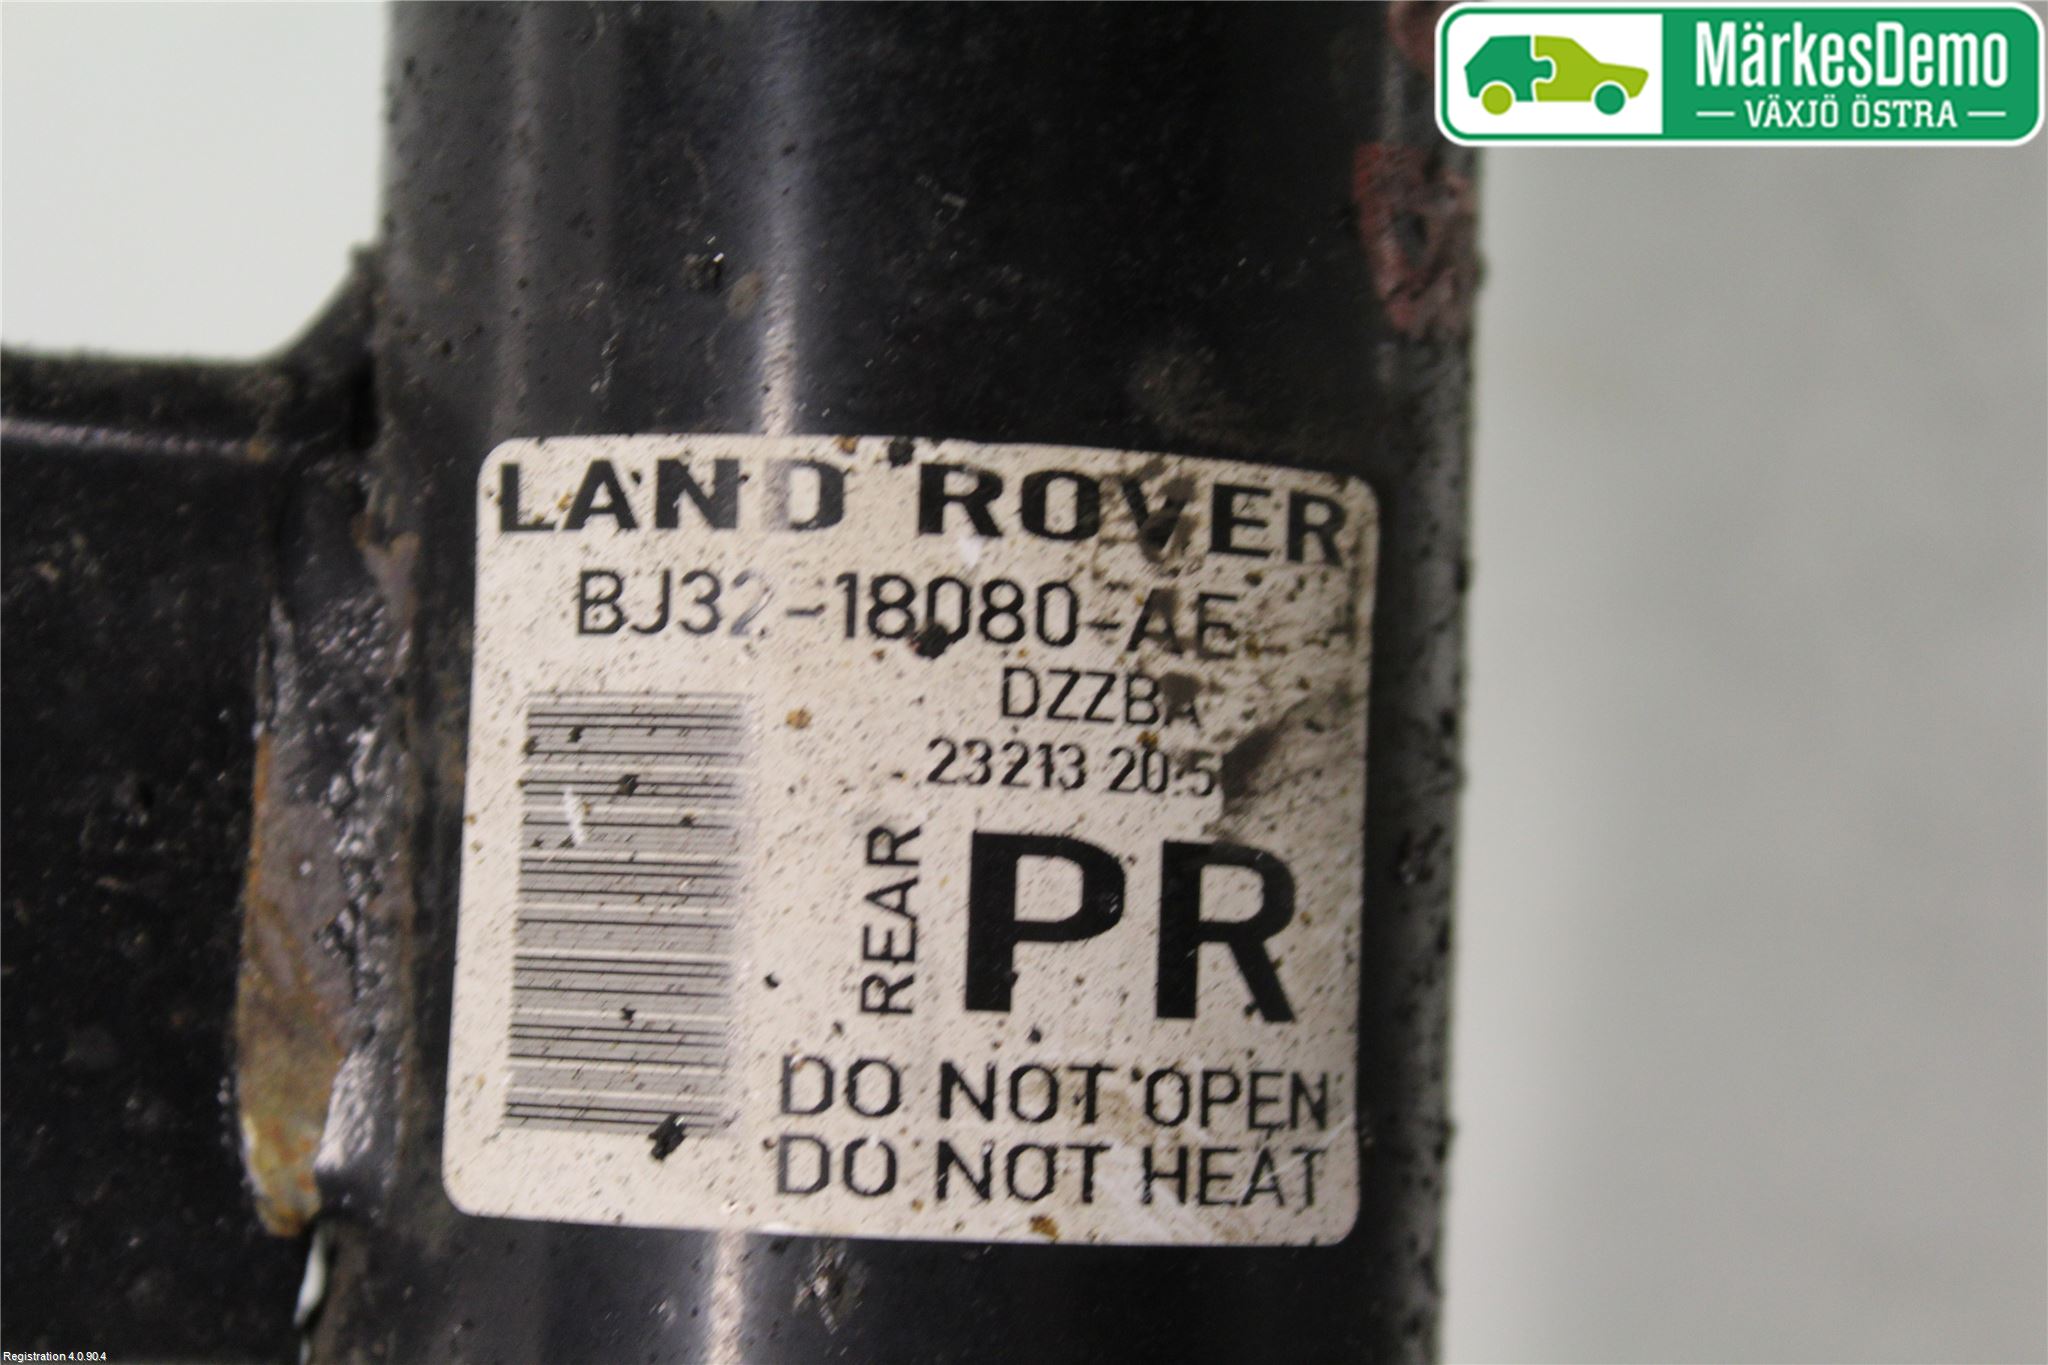 MärkesDemo
VÄXJÖ ÖSTRA
LAND ROVER
BJ32-18080-AE
DZZBA
23213 20:5
REAR
PR
DO NOT OPEN
DO NOT HEAT
Registration 4.0.90.4